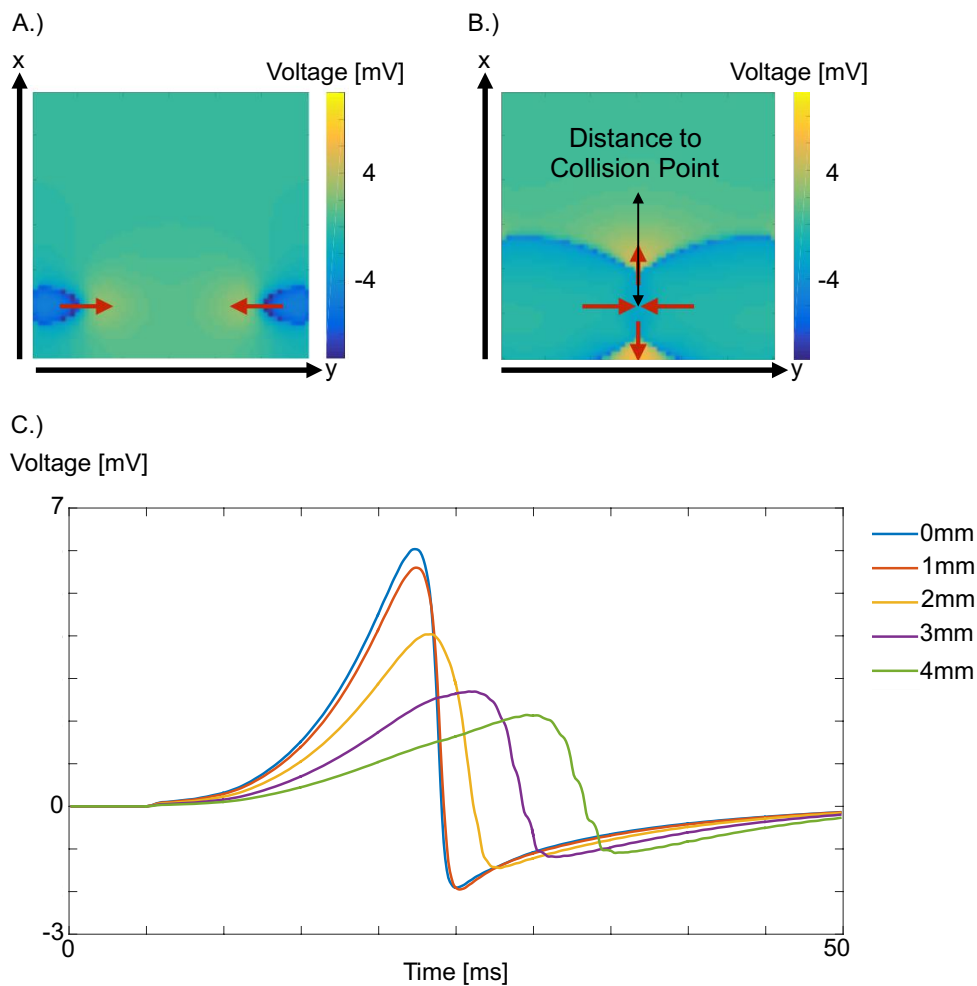 A.)
x
Voltage [mV]
4
-4
y
B.)
x
Voltage [mV]
Distance to
Collision Point
4
-4
y
C.)
Voltage [mV]
7
0
-3
0
50
Time [ms]
0mm
1mm
2mm
3mm
4mm